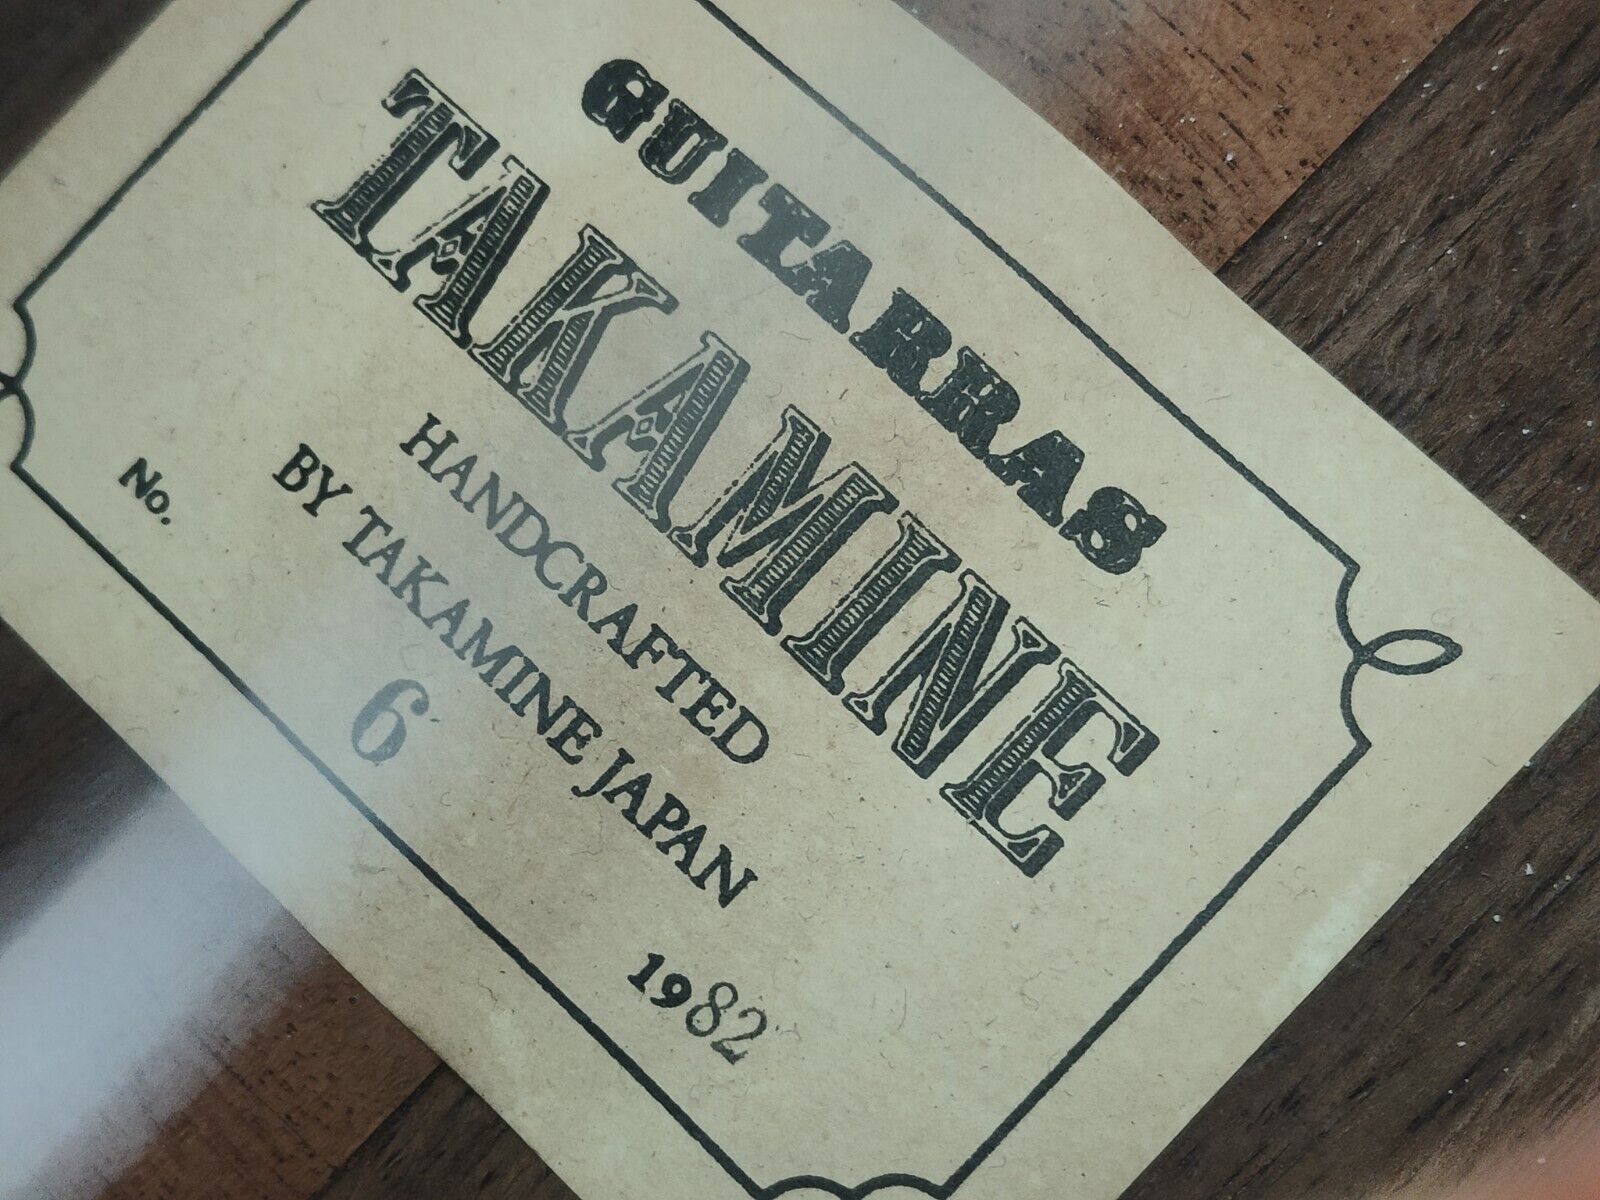 GUITARRAS
TAKAMINE
HANDCRAFTED
BY TAKAMINE JAPAN
No. 6 1982